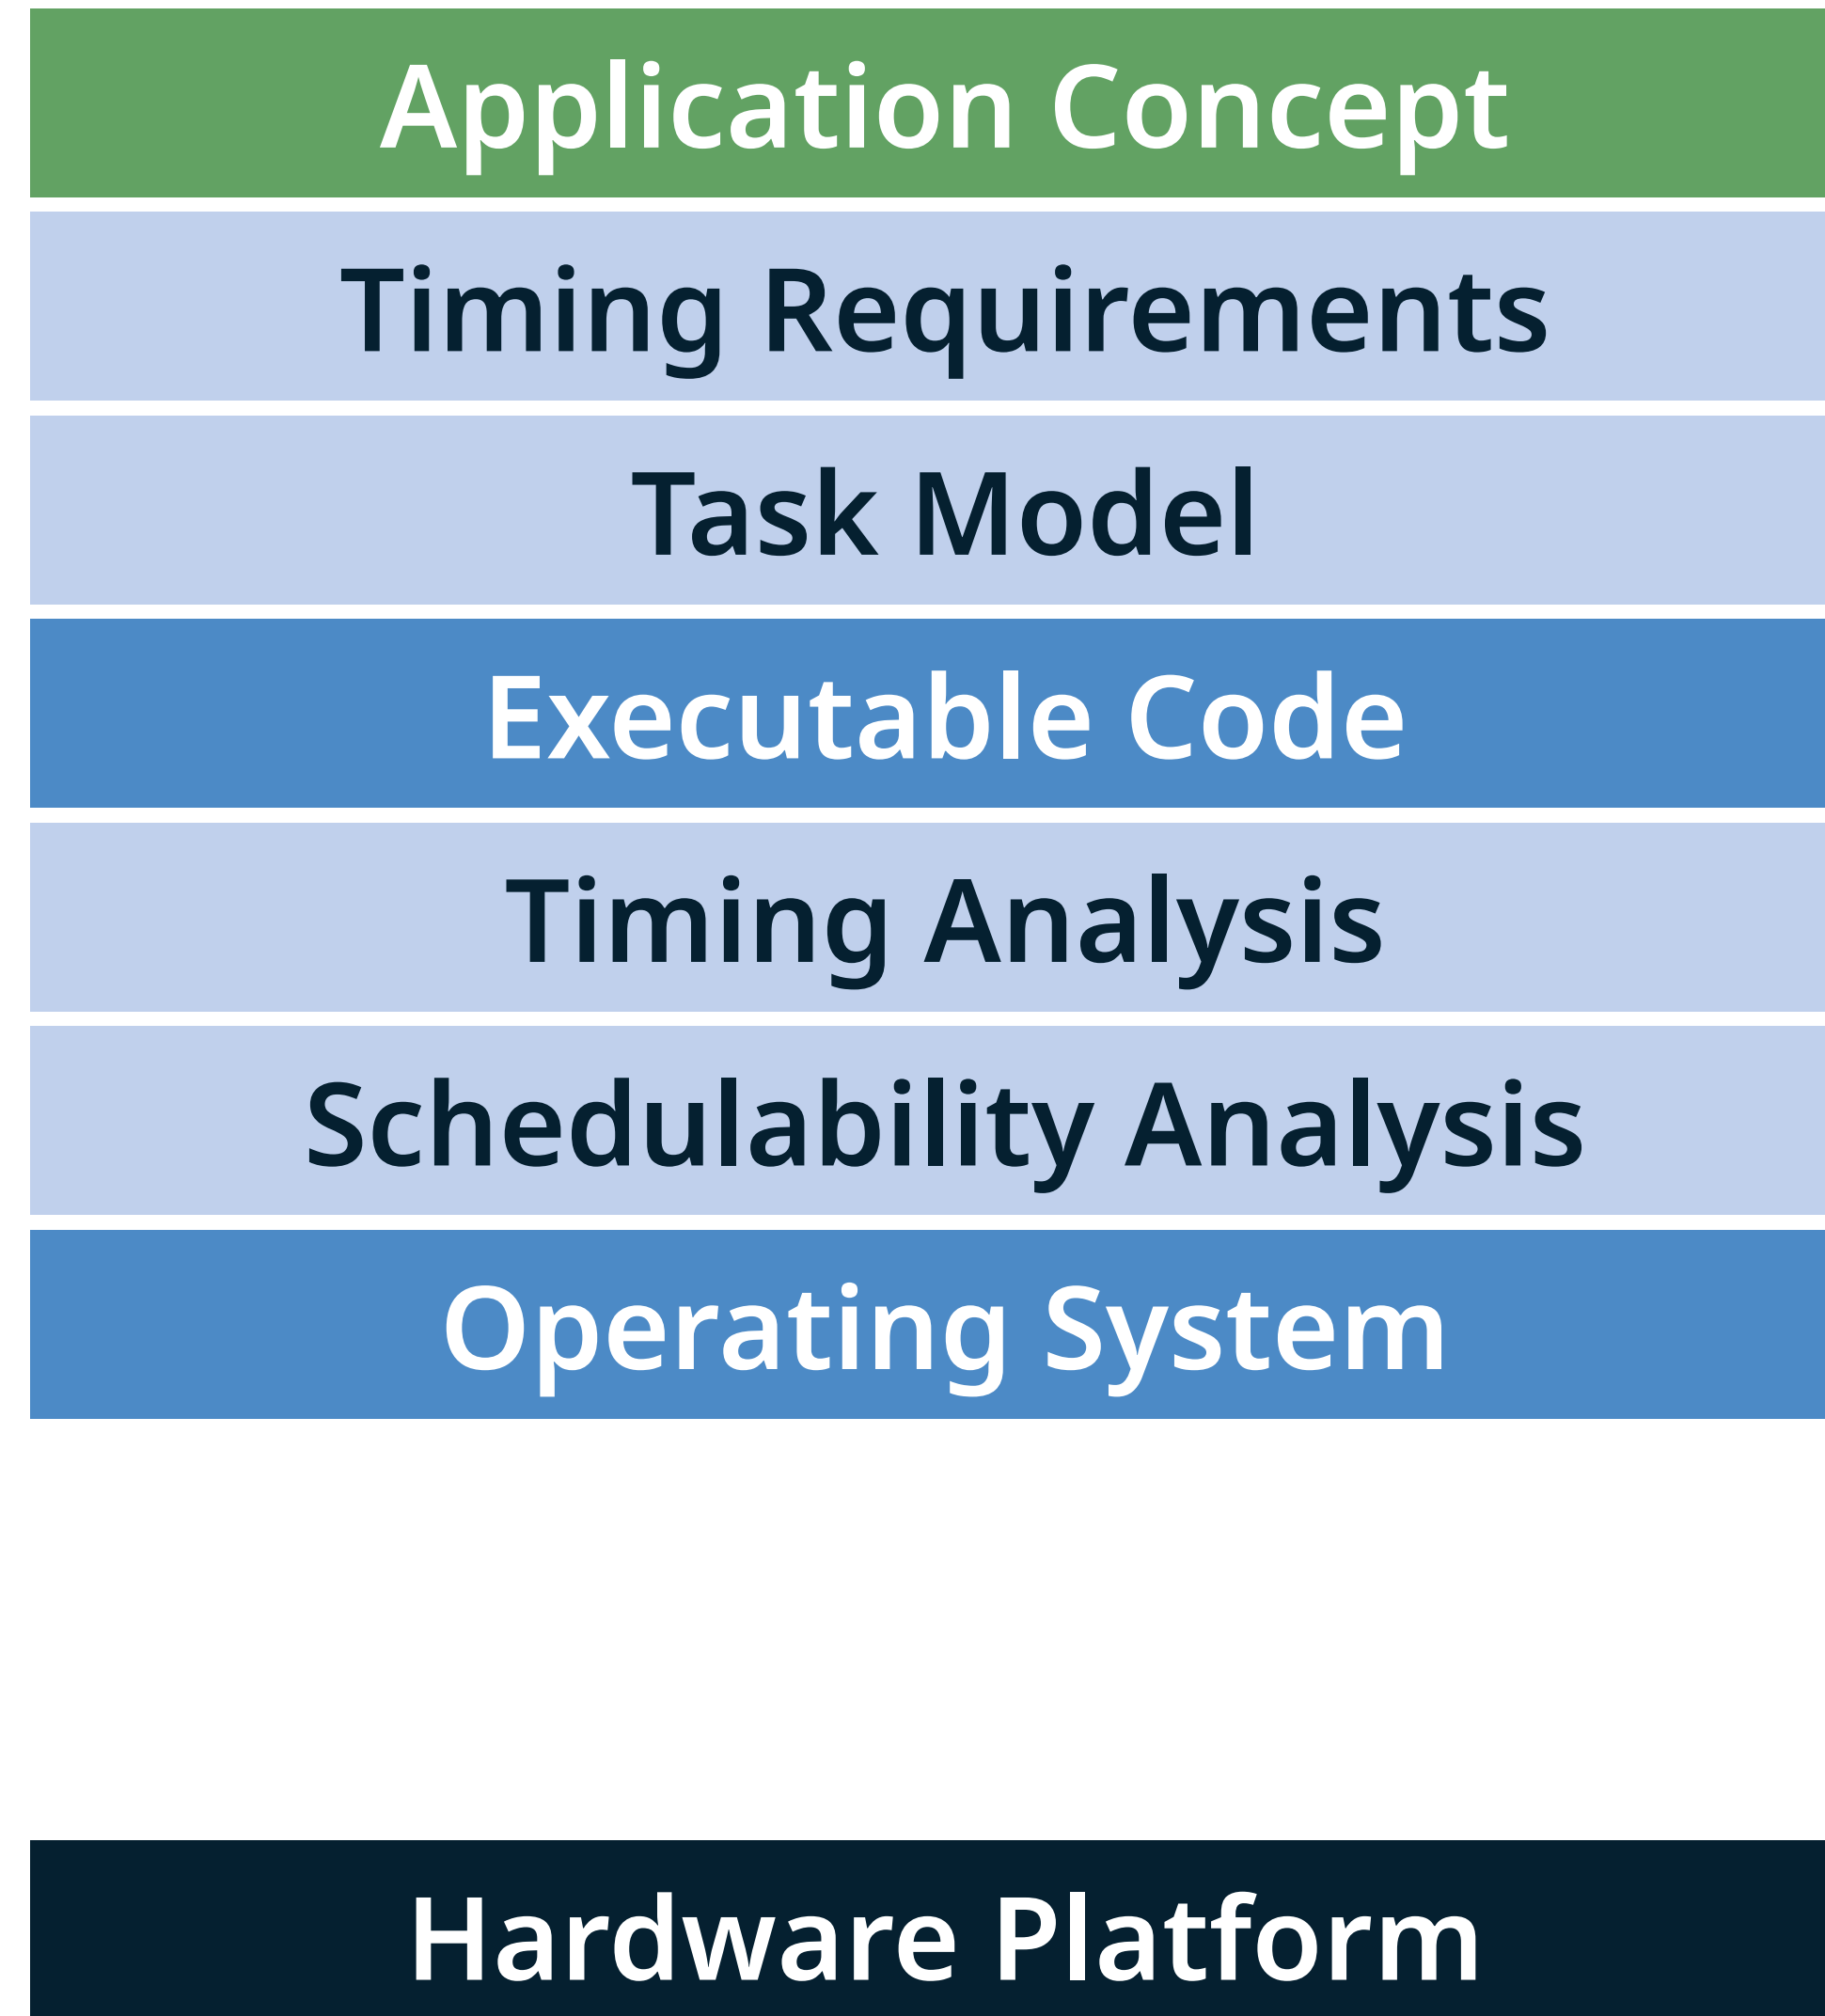 Application Concept
Timing Requirements
Task Model
Executable Code
Timing Analysis
Schedulability Analysis
Operating System
Hardware Platform